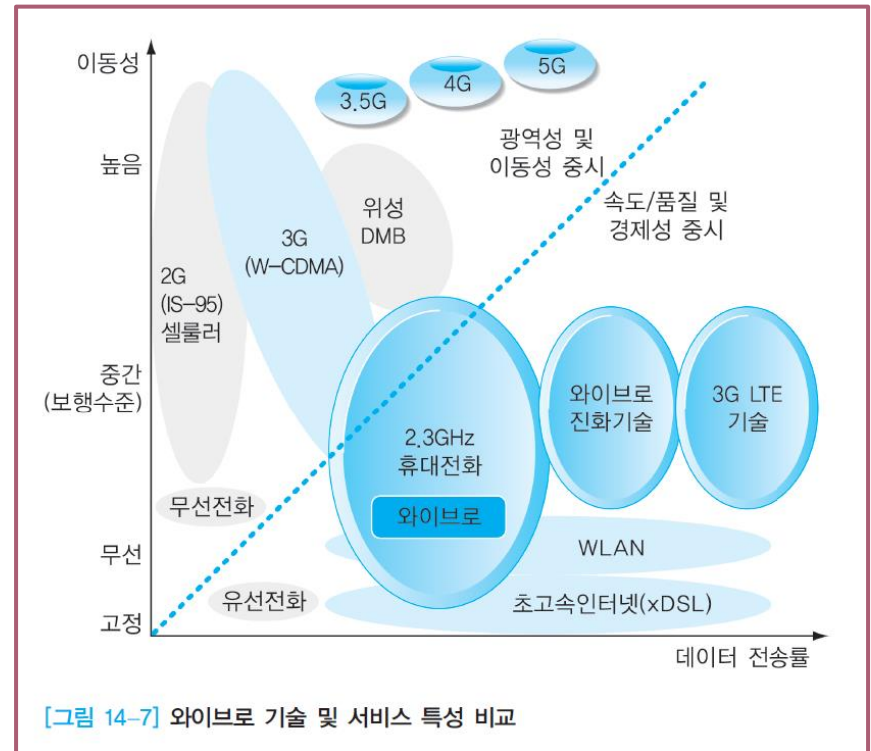 이동성
3.5G
4G
5G
광역성 및
이동성 중시
높음
속도/품질 및
경제성 중시
위성
DMB
3G
(W-CDMA)
2G
(IS-95)
셀룰러
중간
(보행수준)
2.3GHz
휴대전화
와이브로
와이브로
진화기술
3G LTE
기술
무선전화
무선
WLAN
유선전화
초고속인터넷(xDSL)
고정
데이터 전송률
[그림 14-7] 와이브로 기술 및 서비스 특성 비교